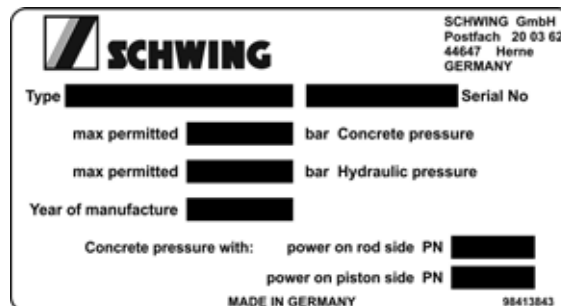 SCHWING
SCHWING GmbH
Postfach 20 03 62
44647 Herne
GERMANY
Type Serial No
max permitted bar Concrete pressure
max permitted bar Hydraulic pressure
Year of manufacture
Concrete pressure with: power on rod side PN
power on piston side PN
MADE IN GERMANY 98413843